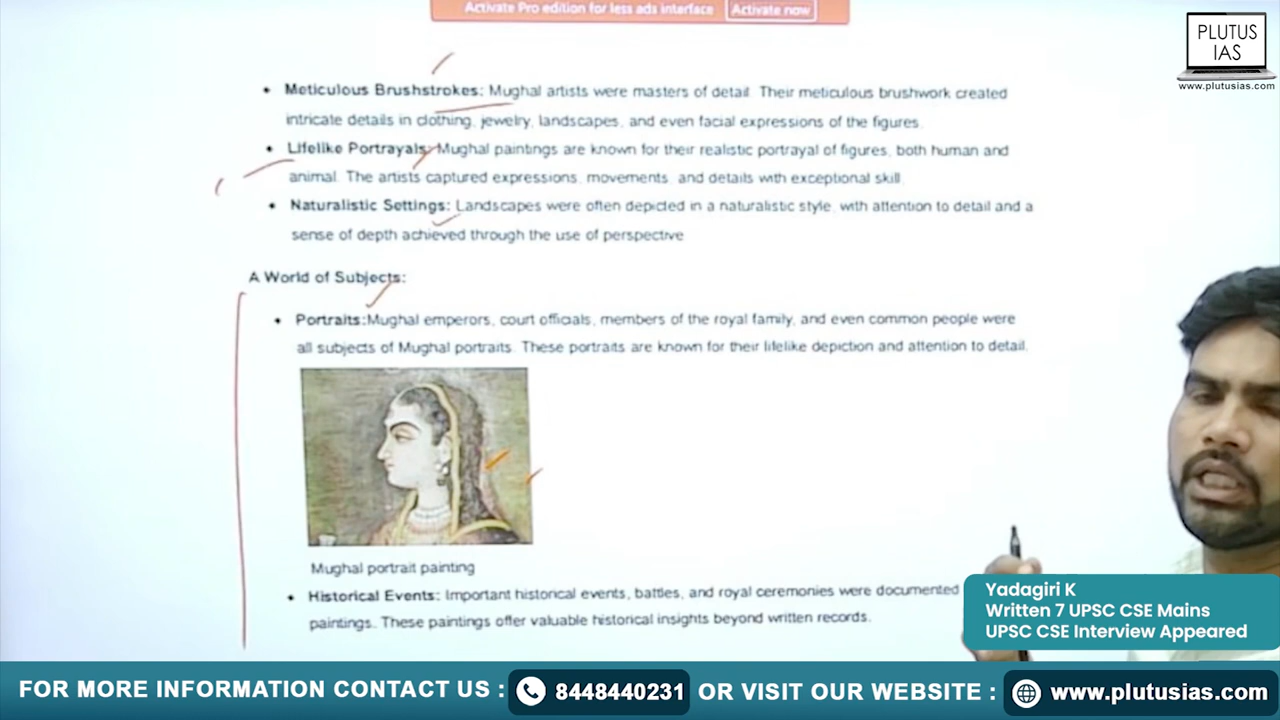 Activate Pro edition for less ads interface Activate now
PLUTUS
IAS
www.plutusias.com
• Meticulous Brushstrokes: Mughal artists were masters of detail. Their meticulous brushwork created
intricate details in clothing, jewelry, landscapes, and even facial expressions of the figures.
• Lifelike Portrayals: Mughal paintings are known for their realistic portrayal of figures, both human and
animal. The artists captured expressions, movements, and details with exceptional skill.
• Naturalistic Settings: Landscapes were often depicted in a naturalistic style, with attention to detail and a
sense of depth achieved through the use of perspective
A World of Subjects:
• Portraits:Mughal emperors, court officials, members of the royal family, and even common people were
all subjects of Mughal portraits. These portraits are known for their lifelike depiction and attention to detail.
Mughal portrait painting
• Historical Events: Important historical events, battles, and royal ceremonies were documented
paintings. These paintings offer valuable historical insights beyond written records.
Yadagiri K
Written 7 UPSC CSE Mains
UPSC CSE Interview Appeared
FOR MORE INFORMATION CONTACT US : 8448440231 OR VISIT OUR WEBSITE : www.plutusias.com